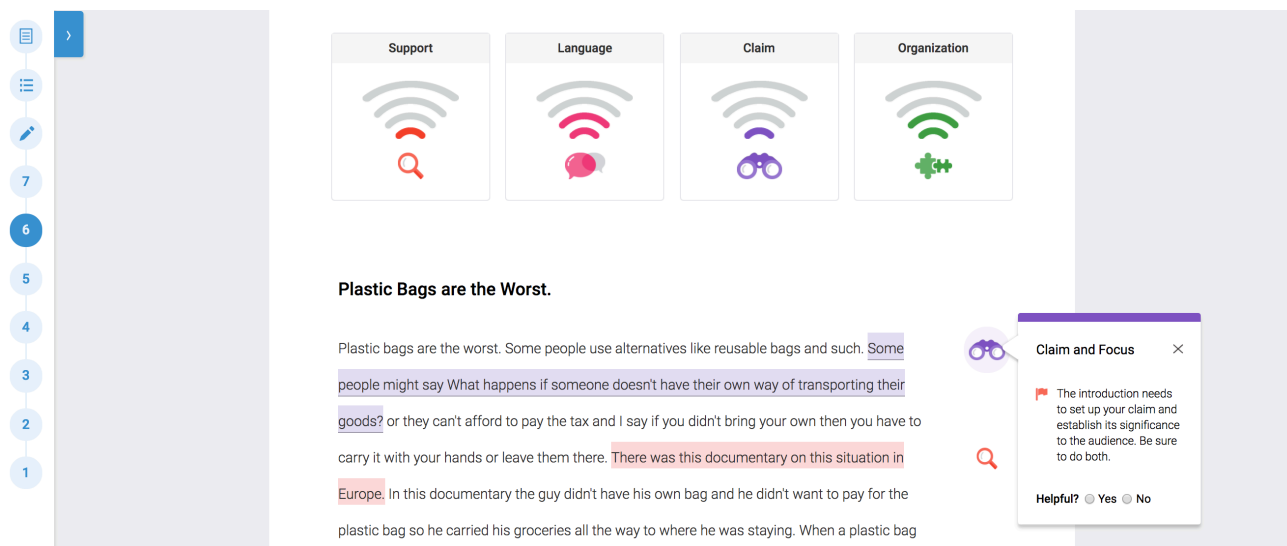 Support Language Claim Organization
7
6
5
4
3
2
1
Plastic Bags are the Worst.
Plastic bags are the worst. Some people use alternatives like reusable bags and such. Some
people might say What happens if someone doesn't have their own way of transporting their
goods? or they can't afford to pay the tax and I say if you didn't bring your own then you have to
carry it with your hands or leave them there. There was this documentary on this situation in
Europe. In this documentary the guy didn't have his own bag and he didn't want to pay for the
plastic bag so he carried his groceries all the way to where he was staying. When a plastic bag
Claim and Focus
The introduction needs
to set up your claim and
establish its significance
to the audience. Be sure
to do both.
Helpful? Yes No